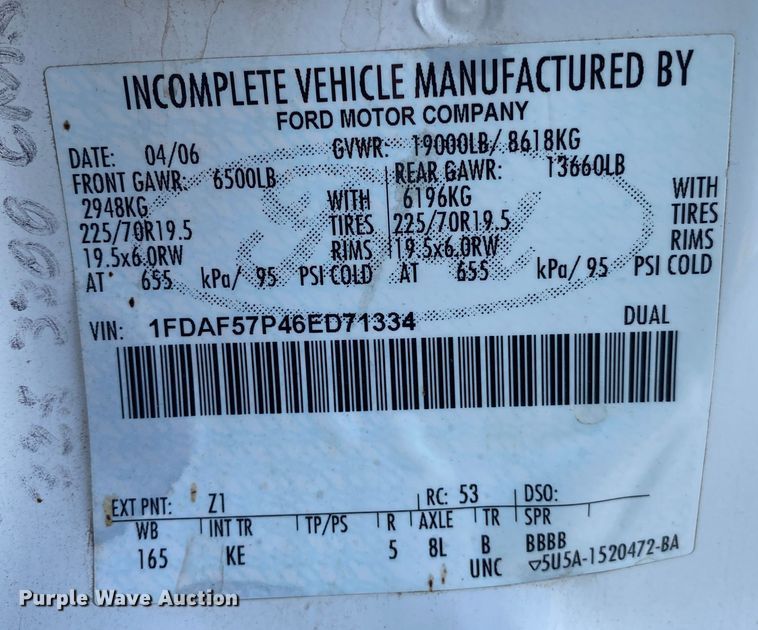 INCOMPLETE VEHICLE MANUFACTURED BY
FORD MOTOR COMPANY
DATE: 04/06 GVWR: 19000LB/ 8618KG
FRONT GAWR: 6500LB REAR GAWR: 13660LB
2948KG WITH 6196KG WITH
225/70R19.5 TIRES 225/70R19.5 TIRES
19.5x6.0RW RIMS 19.5x6.0RW RIMS
AT 655 kPa/ 95 PSI COLD AT 655 kPa/ 95 PSI COLD
VIN: 1FDAF57P46ED71334 DUAL
EXT PNT: Z1 RC: 53 DSO:
WB INT TR TP/PS R AXLE TR SPR
165 KE 5 8L B BBBB
UNC ▽5U5A-1520472-BA
Purple Wave Auction